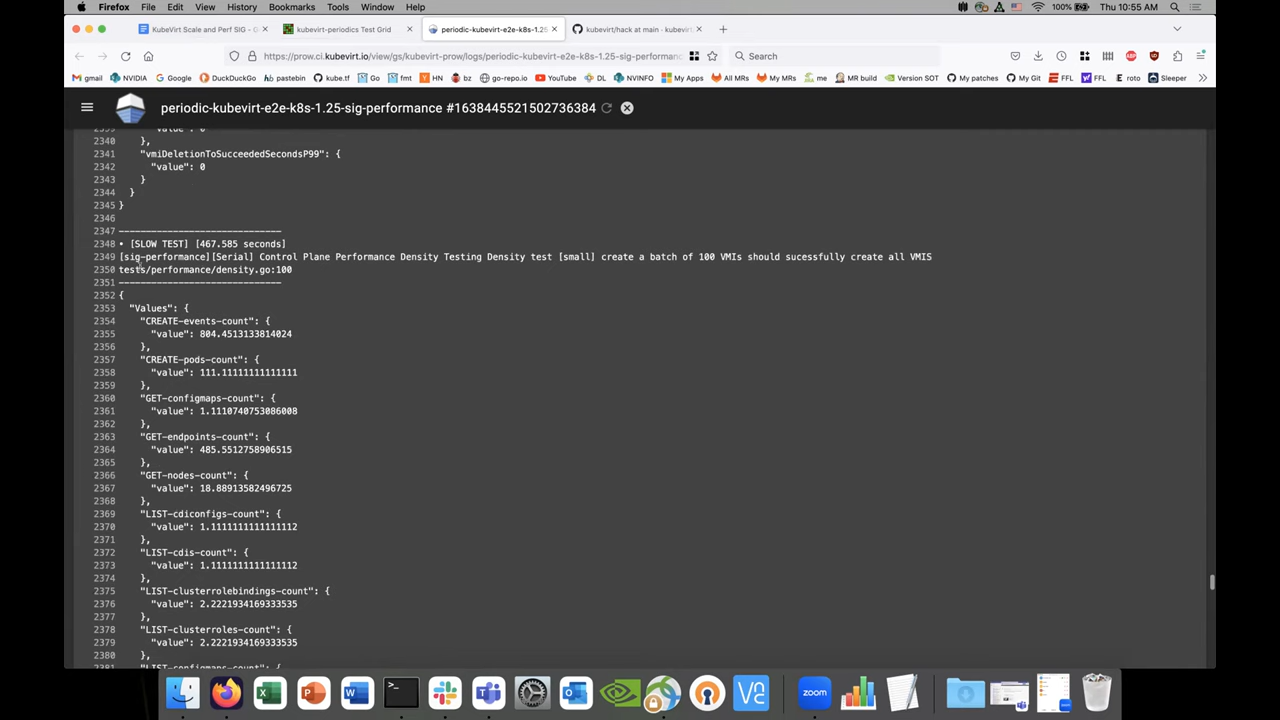 Firefox File Edit View History Bookmarks Tools Window Help 100% Thu 10:55 AM
KubeVirt Scale and Perf SIG - G kubevirt-periodics Test Grid periodic-kubevirt-e2e-k8s-1.25- kubevirt/hack at main · kubevirt
https://prow.ci.kubevirt.io/view/gs/kubevirt-prow/logs/periodic-kubevirt-e2e-k8s-1.25-sig-performanc Search
gmail NVIDIA Google DuckDuckGo pastebin kube.tf fmt HN bz go-repo.io YouTube DL NVINFO My Apps All MRs My MRs me MR build Version SOT My patches My Git FFL FFL roto Sleeper
periodic-kubevirt-e2e-k8s-1.25-sig-performance #1638445521502736384
2339 "value": 0
2340 },
2341 "vmiDeletionToSucceededSecondsP99": {
2342 "value": 0
2343 }
2344 }
2345 }
2346
2347 ------------------------------
2348 • [SLOW TEST] [467.585 seconds]
2349 [sig-performance][Serial] Control Plane Performance Density Testing Density test [small] create a batch of 100 VMIs should sucessfully create all VMIS
2350 tests/performance/density.go:100
2351 ------------------------------
2352 {
2353 "Values": {
2354 "CREATE-events-count": {
2355 "value": 804.4513133814024
2356 },
2357 "CREATE-pods-count": {
2358 "value": 111.11111111111111
2359 },
2360 "GET-configmaps-count": {
2361 "value": 1.1110740753086008
2362 },
2363 "GET-endpoints-count": {
2364 "value": 485.5512758906515
2365 },
2366 "GET-nodes-count": {
2367 "value": 18.88913582496725
2368 },
2369 "LIST-cdiconfigs-count": {
2370 "value": 1.1111111111111112
2371 },
2372 "LIST-cdis-count": {
2373 "value": 1.1111111111111112
2374 },
2375 "LIST-clusterrolebindings-count": {
2376 "value": 2.2221934169333535
2377 },
2378 "LIST-clusterroles-count": {
2379 "value": 2.2221934169333535
2380 },
2381 "LIST-configmaps-count": {
zoom